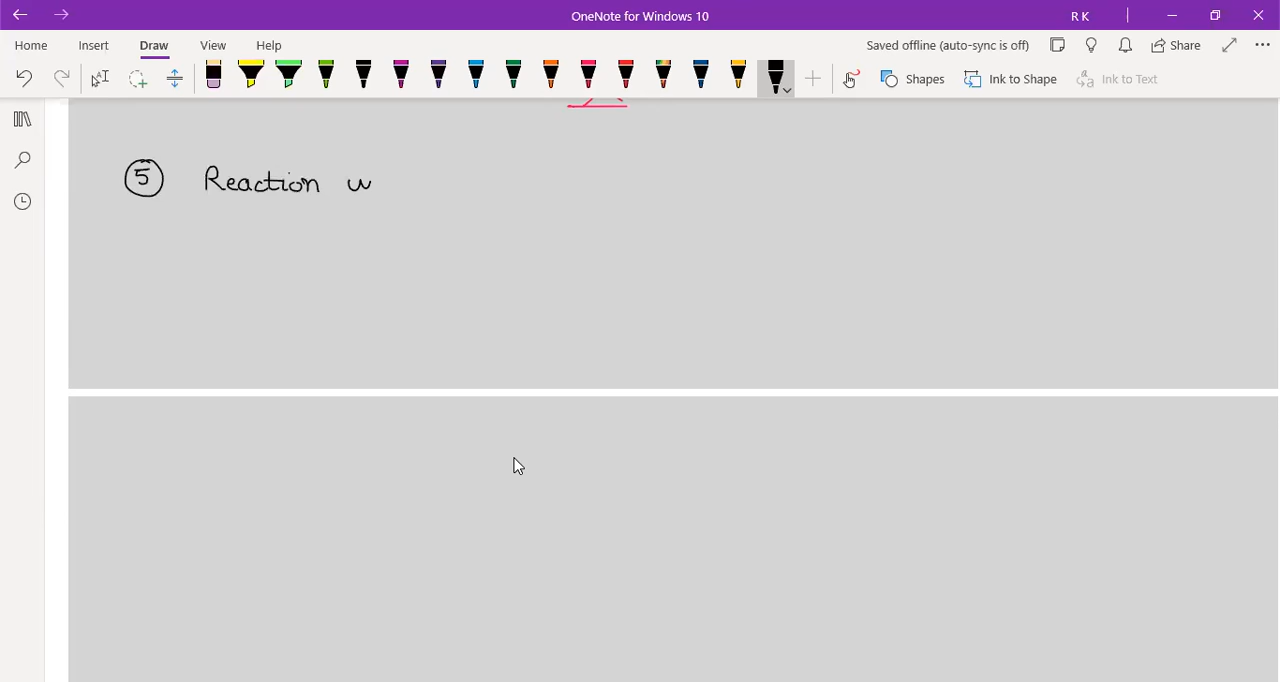 OneNote for Windows 10
R K
Home Insert Draw View Help
Saved offline (auto-sync is off)
Share
Shapes
Ink to Shape
Ink to Text
5 Reaction w